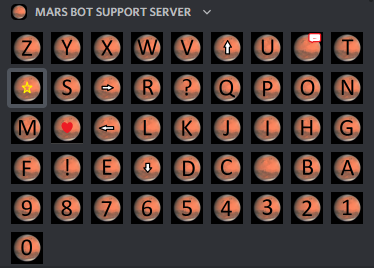 MARS BOT SUPPORT SERVER
Z Y X W V ⇧ U T
⭐ S ⇨ R ? Q P O N
M ❤ ⇦ L K J I H G
F ! E ⇩ D C B A
9 8 7 6 5 4 3 2 1
0